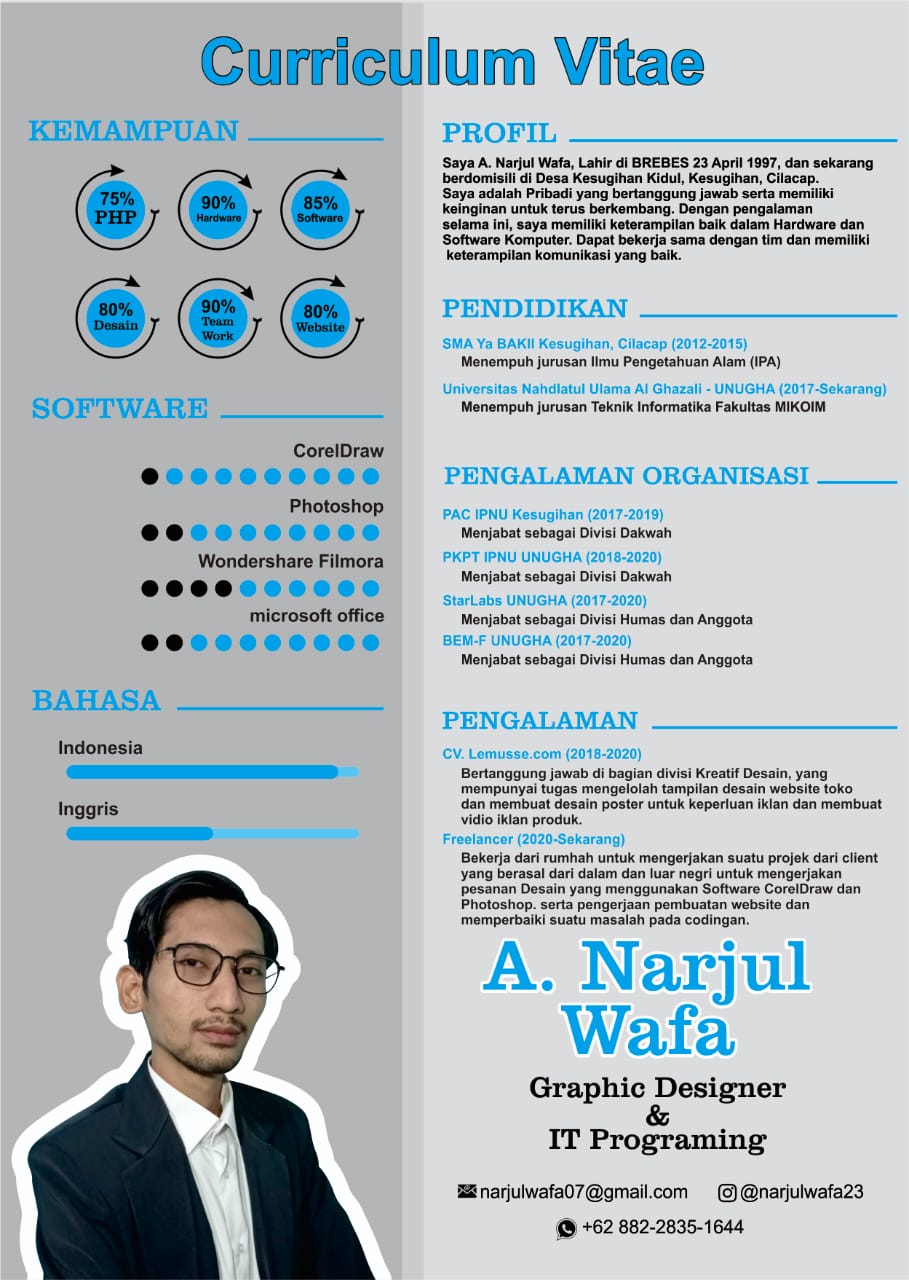 Curriculum Vitae
KEMAMPUAN
75%
PHP
90%
Hardware
85%
Software
80%
Desain
90%
Team
Work
80%
Website
SOFTWARE
CorelDraw
Photoshop
Wondershare Filmora
microsoft office
BAHASA
Indonesia
Inggris
PROFIL
Saya A. Narjul Wafa, Lahir di BREBES 23 April 1997, dan sekarang
berdomisili di Desa Kesugihan Kidul, Kesugihan, Cilacap.
Saya adalah Pribadi yang bertanggung jawab serta memiliki
keinginan untuk terus berkembang. Dengan pengalaman
selama ini, saya memiliki keterampilan baik dalam Hardware dan
Software Komputer. Dapat bekerja sama dengan tim dan memiliki
keterampilan komunikasi yang baik.
PENDIDIKAN
SMA Ya BAKII Kesugihan, Cilacap (2012-2015)
Menempuh jurusan Ilmu Pengetahuan Alam (IPA)
Universitas Nahdlatul Ulama Al Ghazali - UNUGHA (2017-Sekarang)
Menempuh jurusan Teknik Informatika Fakultas MIKOIM
PENGALAMAN ORGANISASI
PAC IPNU Kesugihan (2017-2019)
Menjabat sebagai Divisi Dakwah
PKPT IPNU UNUGHA (2018-2020)
Menjabat sebagai Divisi Dakwah
StarLabs UNUGHA (2017-2020)
Menjabat sebagai Divisi Humas dan Anggota
BEM-F UNUGHA (2017-2020)
Menjabat sebagai Divisi Humas dan Anggota
PENGALAMAN
CV. Lemusse.com (2018-2020)
Bertanggung jawab di bagian divisi Kreatif Desain, yang
mempunyai tugas mengelolah tampilan desain website toko
dan membuat desain poster untuk keperluan iklan dan membuat
vidio iklan produk.
Freelancer (2020-Sekarang)
Bekerja dari rumhah untuk mengerjakan suatu projek dari client
yang berasal dari dalam dan luar negri untuk mengerjakan
pesanan Desain yang menggunakan Software CorelDraw dan
Photoshop. serta pengerjaan pembuatan website dan
memperbaiki suatu masalah pada codingan.
A. Narjul
Wafa
Graphic Designer
&
IT Programing
narjulwafa07@gmail.com @narjulwafa23
+62 882-2835-1644